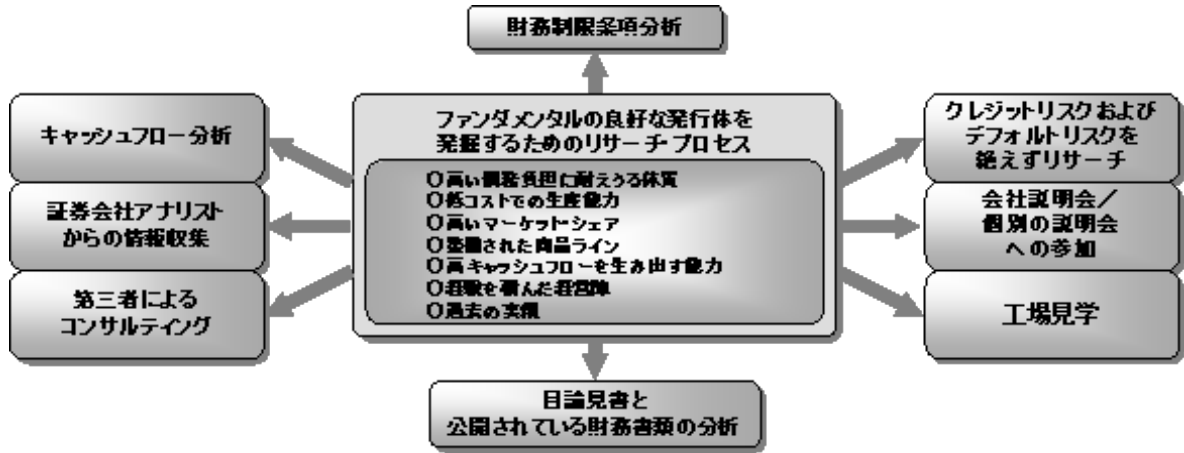 財務制限条項分析
キャッシュフロー分析
証券会社アナリスト
からの情報収集
第三者による
コンサルティング
ファンダメンタルの良好な発行体を
発掘するためのリサーチ・プロセス
○高い債務負担に耐えうる体質
○低コストでの生産能力
○高いマーケット・シェア
○整備された商品ライン
○高キャッシュフローを生み出す能力
○経験を積んだ経営陣
○過去の実績
クレジットリスクおよび
デフォルトリスクを
絶えずリサーチ
会社説明会/
個別の説明会
への参加
工場見学
目論見書と
公開されている財務書類の分析